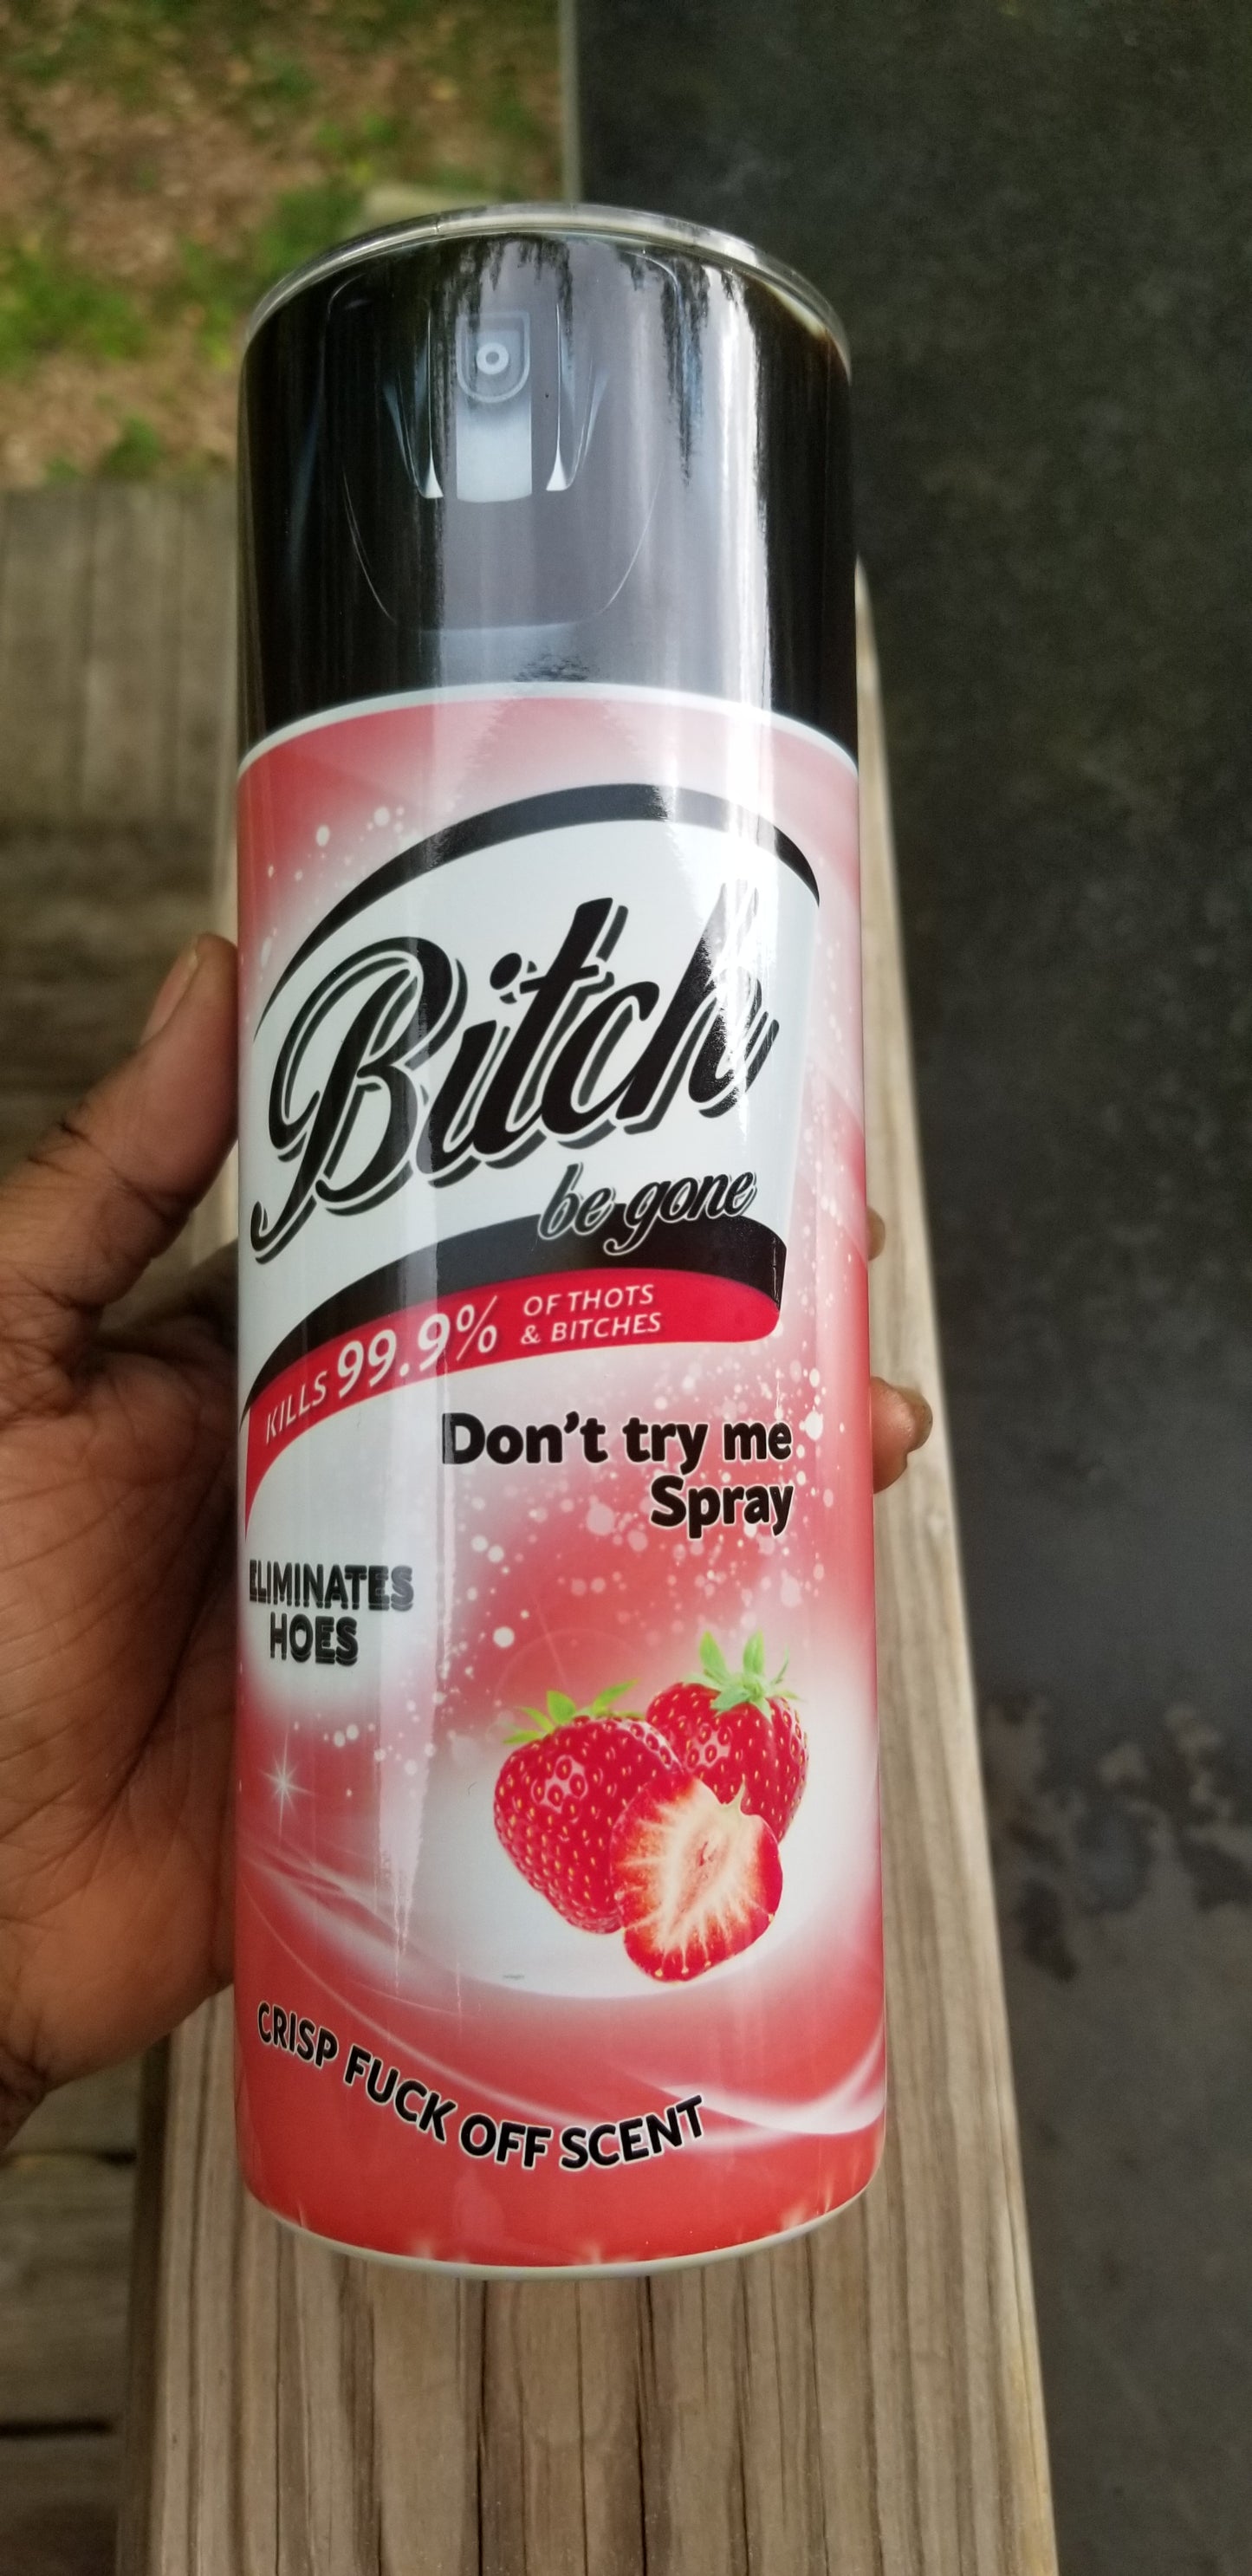 Bitch
be gone
KILLS 99.9% OF THOTS
& BITCHES
Don't try me
Spray
ELIMINATES
HOES
CRISP FUCK OFF SCENT